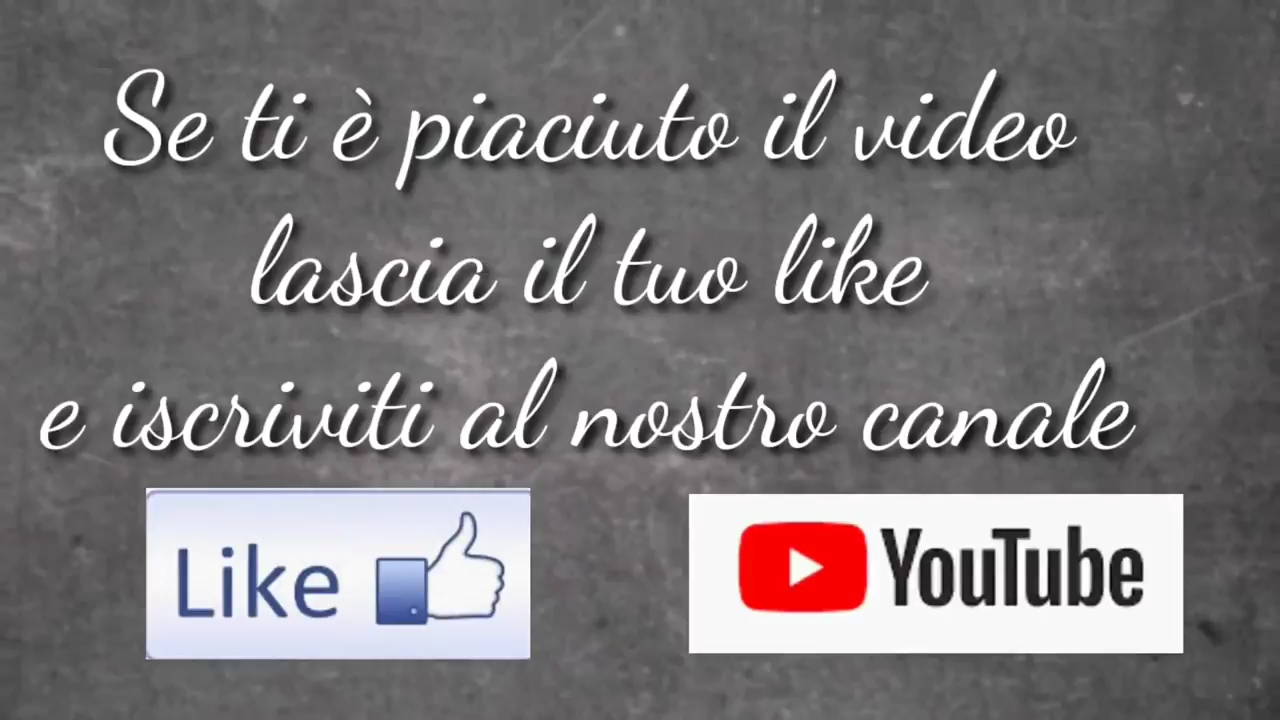 Se ti è piaciuto il video
lascia il tuo like
e iscriviti al nostro canale
Like
YouTube